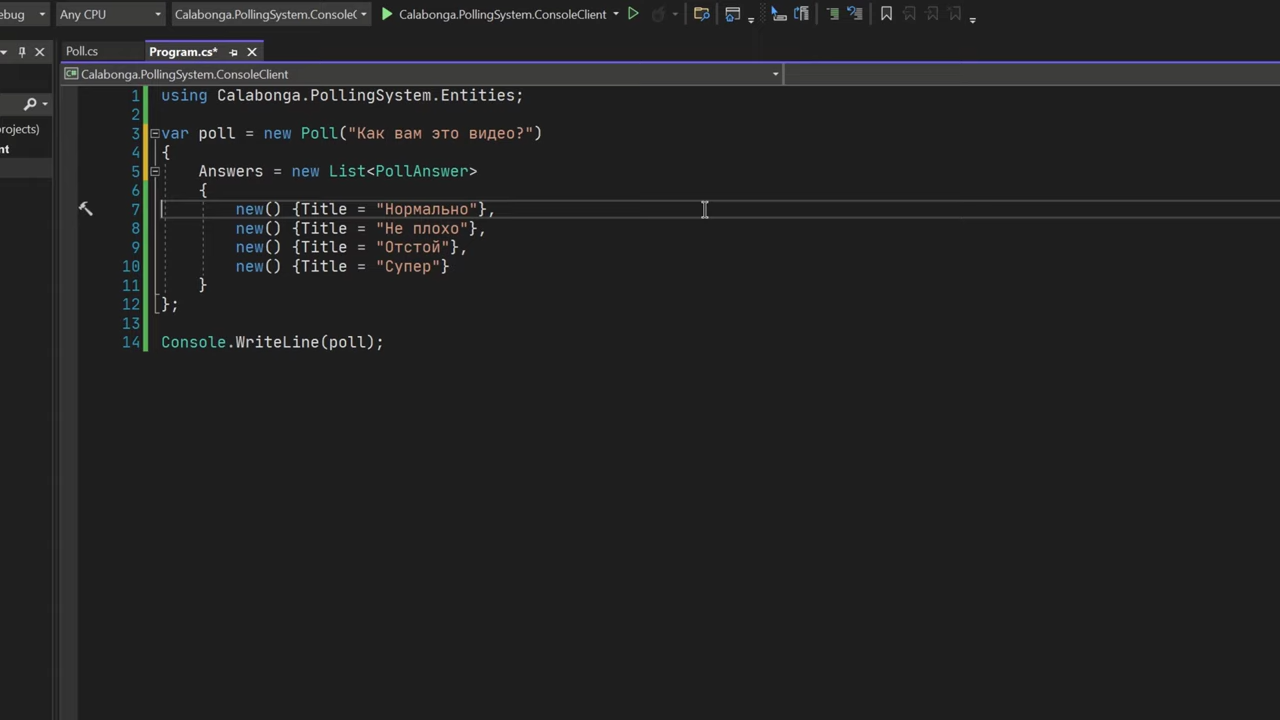 ebug Any CPU Calabonga.PollingSystem.ConsoleC Calabonga.PollingSystem.ConsoleClient
Poll.cs Program.cs*
Calabonga.PollingSystem.ConsoleClient
1 using Calabonga.PollingSystem.Entities;
2
3 var poll = new Poll("Как вам это видео?")
4 {
5 Answers = new List<PollAnswer>
6 {
7 new() {Title = "Нормально"},
8 new() {Title = "Не плохо"},
9 new() {Title = "Отстой"},
10 new() {Title = "Супер"}
11 }
12 };
13
14 Console.WriteLine(poll);
rojects)
nt